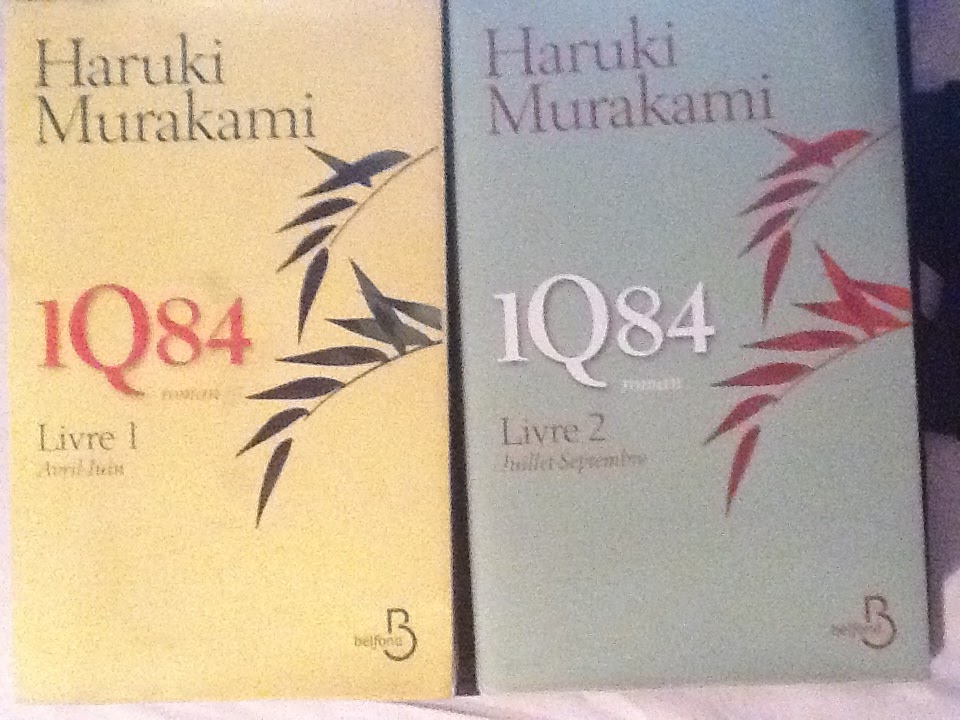 Haruki
Murakami
1Q84
roman
Livre 1
Avril-Juin
belfond
B
Haruki
Murakami
1Q84
roman
Livre 2
Juillet-Septembre
belfond
B